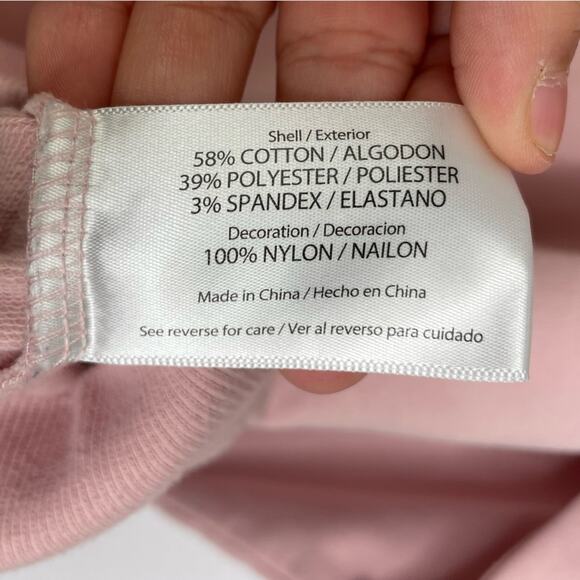 Shell / Exterior
58% COTTON / ALGODON
39% POLYESTER / POLIESTER
3% SPANDEX / ELASTANO
Decoration / Decoracion
100% NYLON / NAILON
Made in China / Hecho en China
See reverse for care / Ver al reverso para cuidado